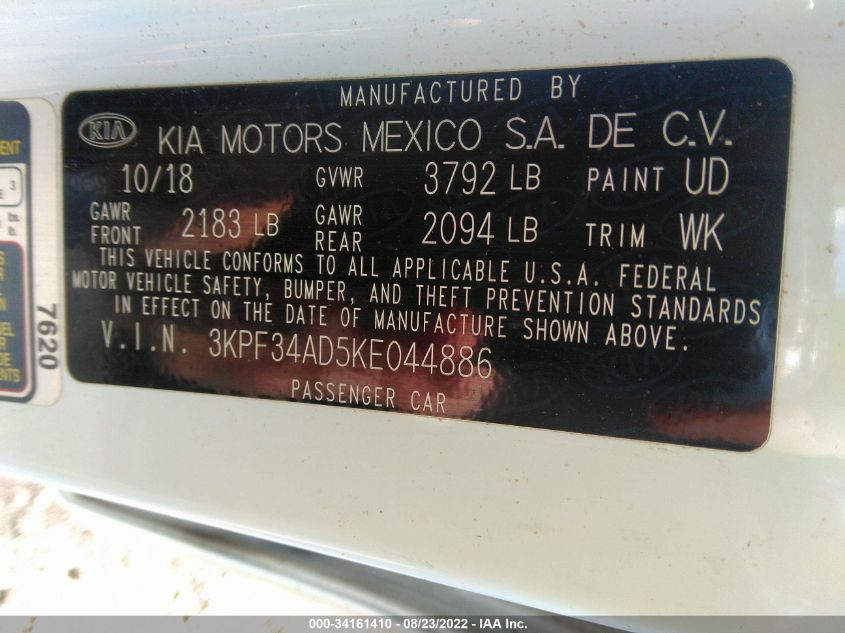 MANUFACTURED BY
KIA KIA MOTORS MEXICO S.A. DE C.V.
10/18 GVWR 3792 LB PAINT UD
GAWR FRONT 2183 LB GAWR REAR 2094 LB TRIM WK
THIS VEHICLE CONFORMS TO ALL APPLICABLE U.S.A. FEDERAL
MOTOR VEHICLE SAFETY, BUMPER, AND THEFT PREVENTION STANDARDS
IN EFFECT ON THE DATE OF MANUFACTURE SHOWN ABOVE.
V.I.N. 3KPF34AD5KE044886
PASSENGER CAR
7620
000-34161410 - 08/23/2022 - IAA Inc.